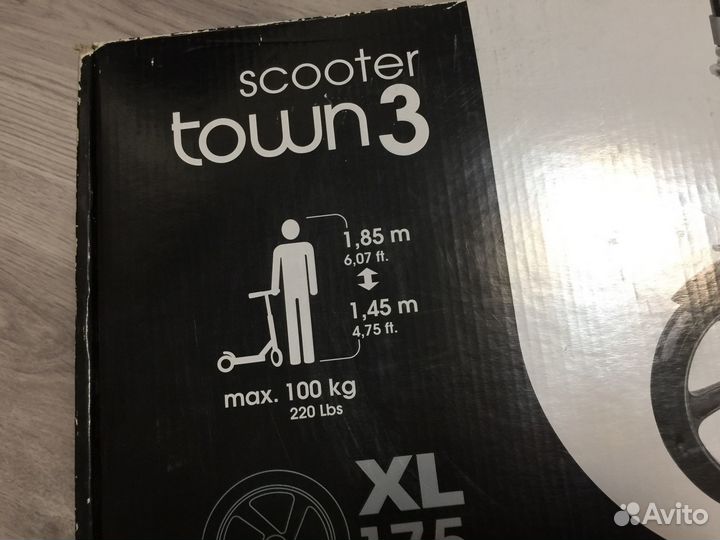 scooter
town 3
1,85 m
6,07 ft.
1,45 m
4,75 ft.
max. 100 kg
220 Lbs
XL
175
Avito